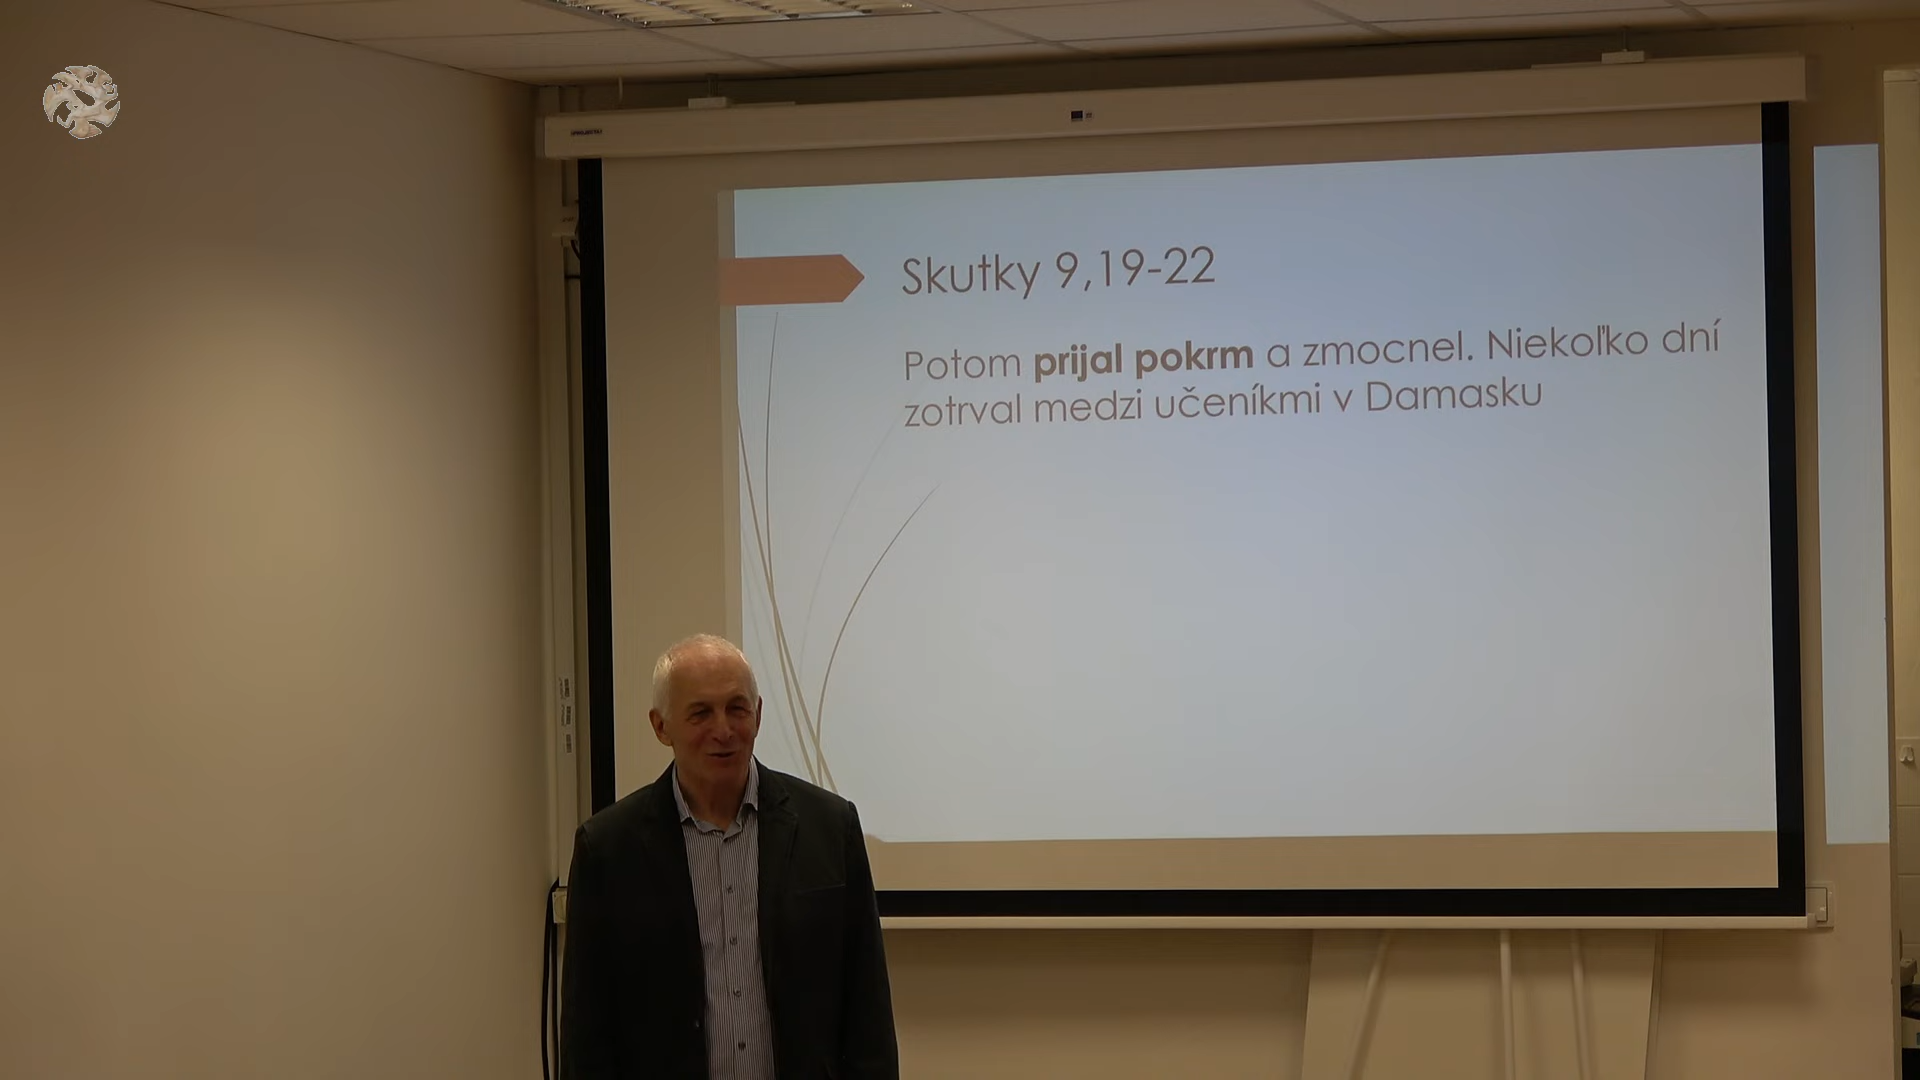 Skutky 9,19-22
Potom prijal pokrm a zmocnel. Niekoľko dní
zotrval medzi učeníkmi v Damasku